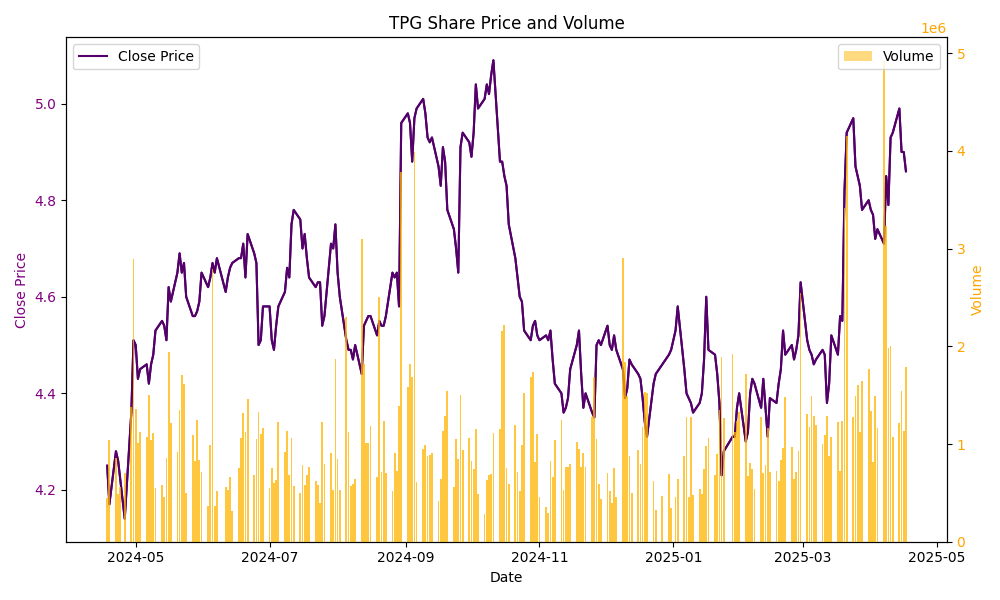 TPG Share Price and Volume
1e6
Close Price
Volume
5.0
4.8
4.6
4.4
4.2
Close Price
5
4
3
2
1
0
Volume
2024-05
2024-07
2024-09
2024-11
2025-01
2025-03
2025-05
Date